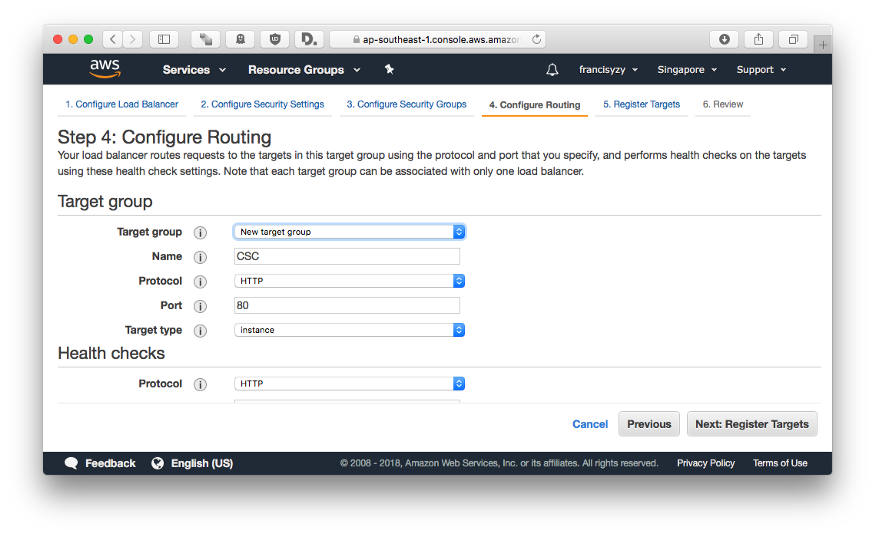 ap-southeast-1.console.aws.amazon
aws Services Resource Groups francisyzy Singapore Support
1. Configure Load Balancer 2. Configure Security Settings 3. Configure Security Groups 4. Configure Routing 5. Register Targets 6. Review
Step 4: Configure Routing
Your load balancer routes requests to the targets in this target group using the protocol and port that you specify, and performs health checks on the targets
using these health check settings. Note that each target group can be associated with only one load balancer.
Target group
Target group i New target group
Name i CSC
Protocol i HTTP
Port i 80
Target type i instance
Health checks
Protocol i HTTP
Cancel Previous Next: Register Targets
Feedback English (US) © 2008 - 2018, Amazon Web Services, Inc. or its affiliates. All rights reserved. Privacy Policy Terms of Use